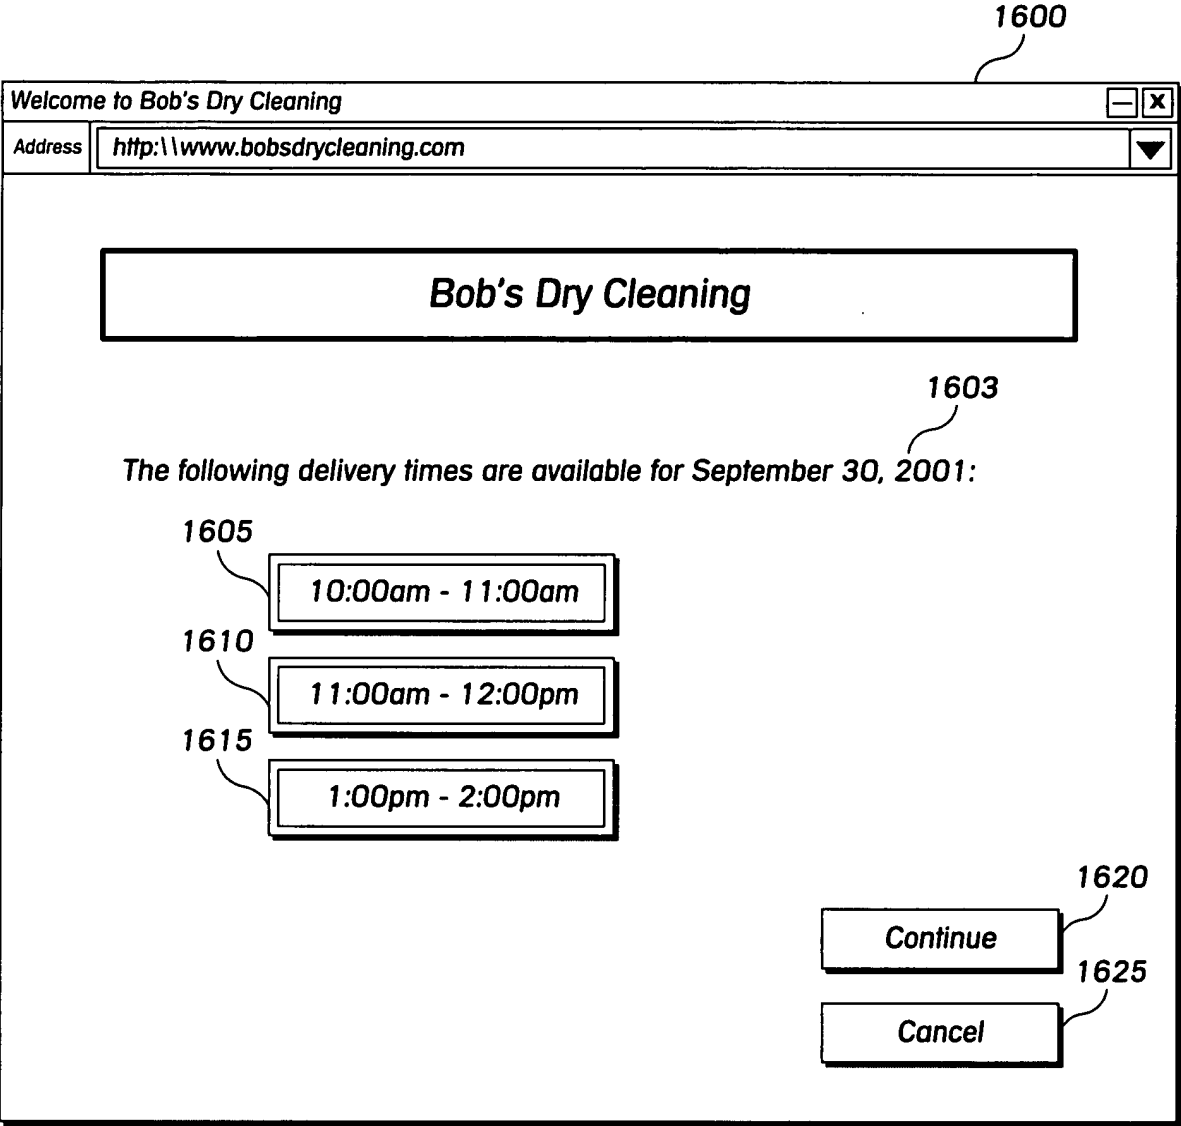 1600
Welcome to Bob's Dry Cleaning
Address http:\\www.bobsdrycleaning.com
Bob's Dry Cleaning
1603
The following delivery times are available for September 30, 2001:
1605
10:00am - 11:00am
1610
11:00am - 12:00pm
1615
1:00pm - 2:00pm
1620
Continue
1625
Cancel